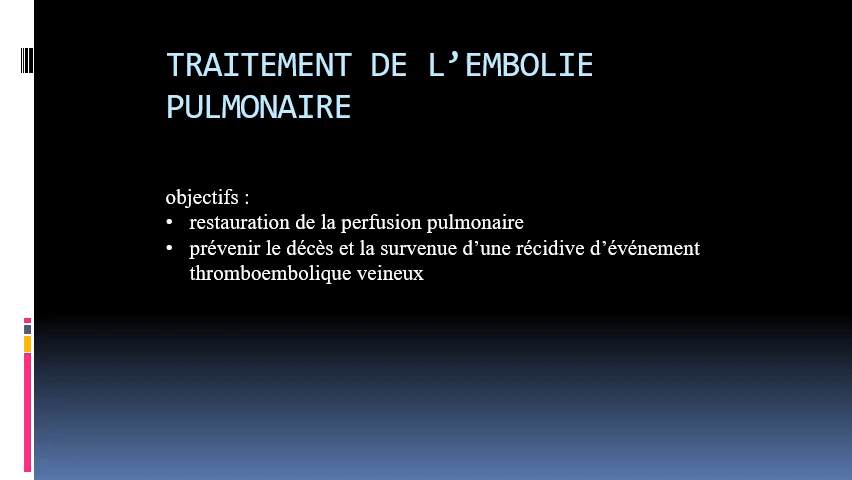 TRAITEMENT DE L’EMBOLIE
PULMONAIRE
objectifs :
• restauration de la perfusion pulmonaire
• prévenir le décès et la survenue d’une récidive d’événement
thromboembolique veineux